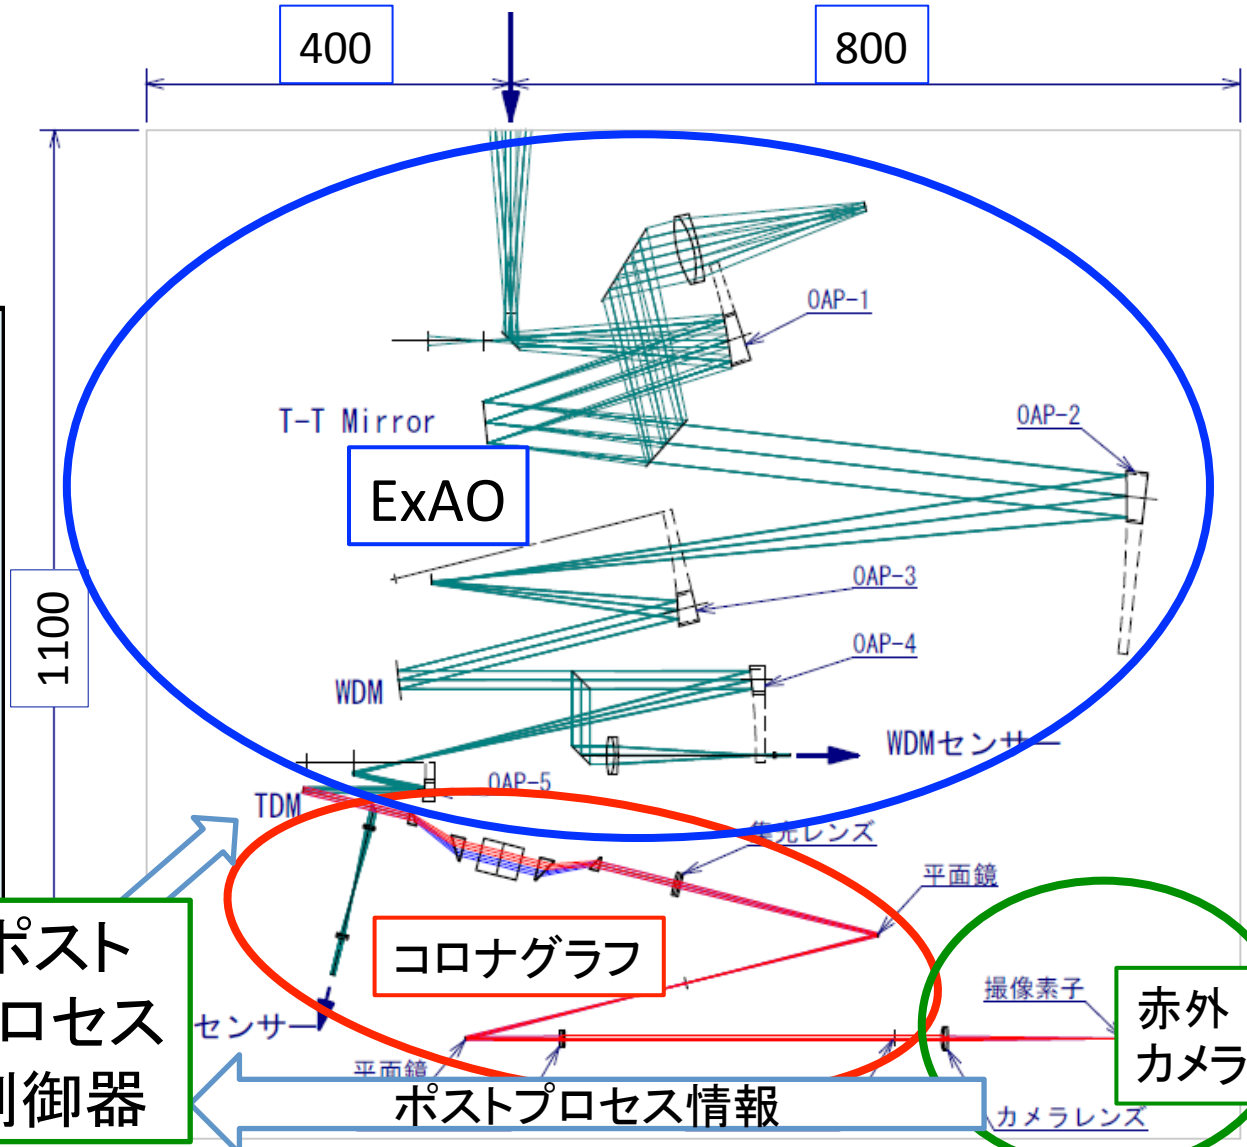 400
800
OAP-1
T-T Mirror
OAP-2
ExAO
OAP-3
1100
OAP-4
WDM
WDMセンサー
OAP-5
TDM
集光レンズ
平面鏡
ポスト
プロセス
制御器
コロナグラフ
撮像素子
赤外
カメラ
センサー
平面鏡
ポストプロセス情報
カメラレンズ